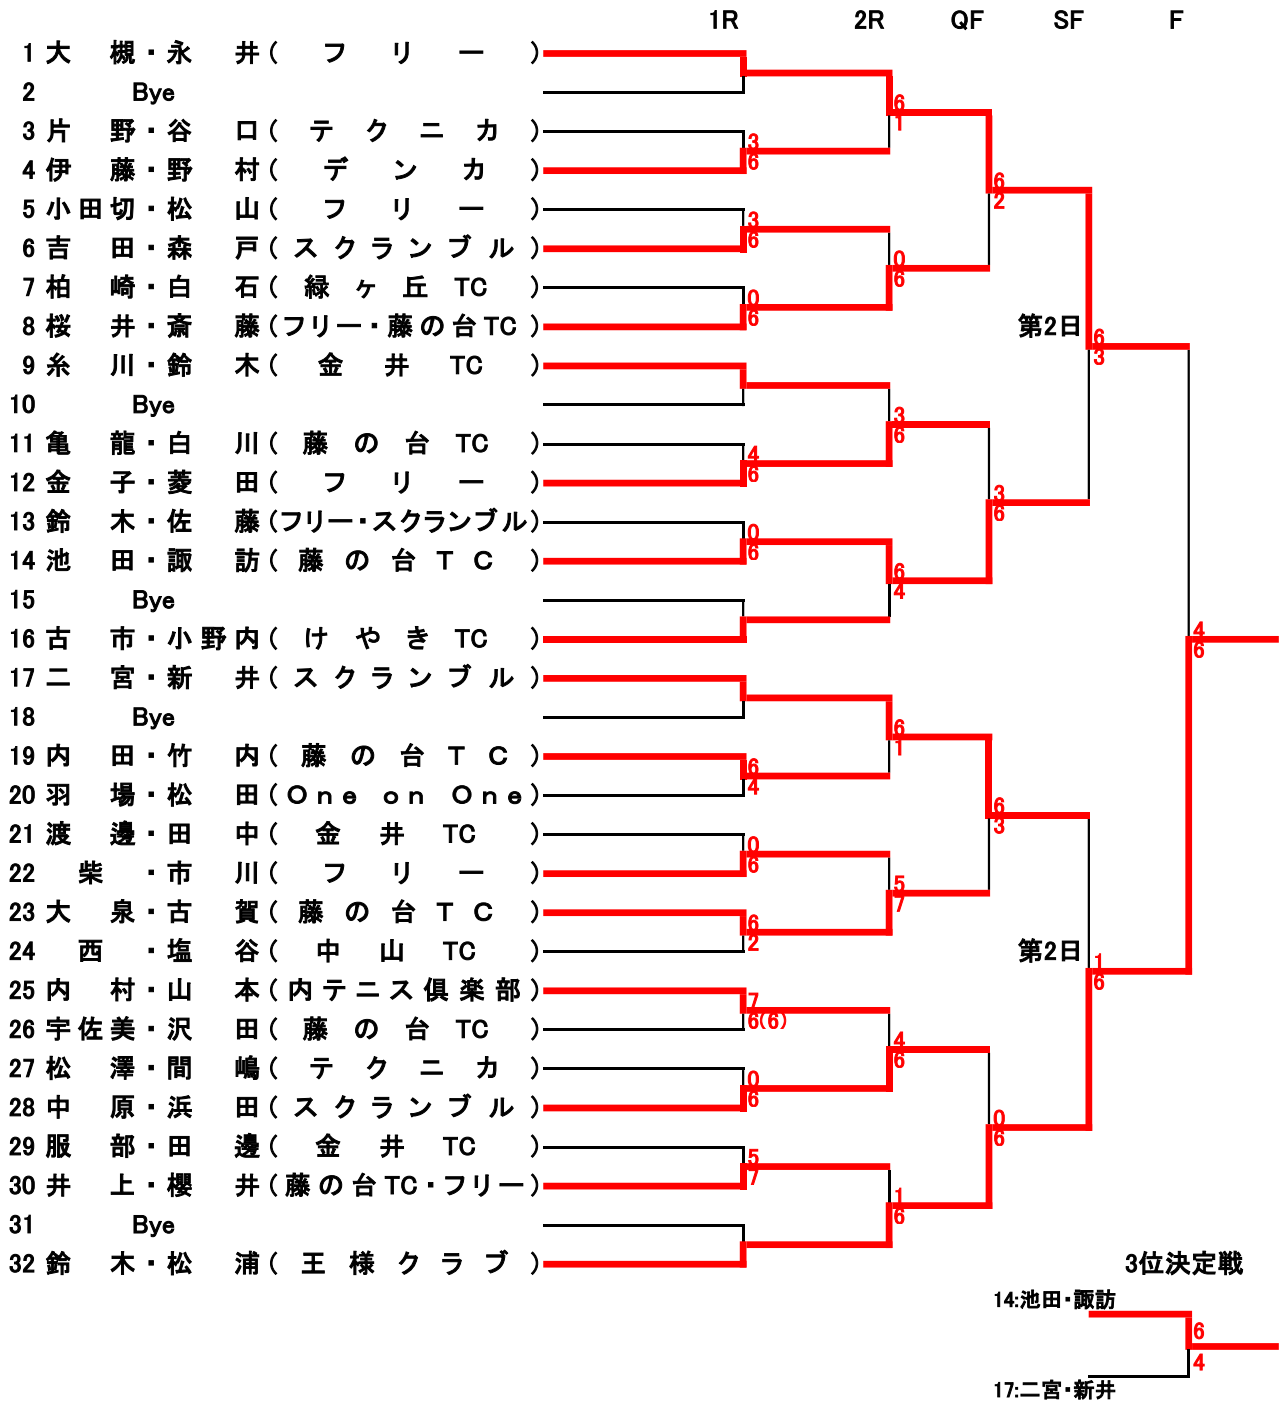 1R 2R QF SF F
1 大 槻・永 井( フ リ ー )
2 Bye
6
1
3 片 野・谷 口( テ ク ニ カ )
3
6
4 伊 藤・野 村( デ ン カ )
6
2
5 小田切・松 山( フ リ ー )
3
6
6 吉 田・森 戸( スクランブル )
0
6
7 柏 崎・白 石( 緑ヶ丘 TC )
0
6
8 桜 井・斎 藤(フリー・藤の台TC)
第2日
6
3
9 糸 川・鈴 木( 金 井 TC )
10 Bye
3
6
11 亀 龍・白 川( 藤の台 TC )
4
6
12 金 子・菱 田( フ リ ー )
3
6
13 鈴 木・佐 藤(フリー・スクランブル)
0
6
14 池 田・諏 訪( 藤の台TC )
6
4
15 Bye
16 古 市・小野内( けやき TC )
4
6
17 二 宮・新 井( スクランブル )
18 Bye
6
1
19 内 田・竹 内( 藤の台TC )
6
4
20 羽 場・松 田(One on One)
6
3
21 渡 邊・田 中( 金 井 TC )
0
6
22 柴 ・市 川( フ リ ー )
5
7
23 大 泉・古 賀( 藤の台TC )
6
2
24 西 ・塩 谷( 中 山 TC )
第2日
1
6
25 内 村・山 本(内テニス倶楽部)
7
6(6)
26 宇佐美・沢 田( 藤の台 TC )
4
6
27 松 澤・間 嶋( テ ク ニ カ )
0
6
28 中 原・浜 田( スクランブル )
0
6
29 服 部・田 邊( 金 井 TC )
5
7
30 井 上・櫻 井(藤の台TC・フリー)
1
6
31 Bye
32 鈴 木・松 浦( 王様クラブ )
3位決定戦
14:池田・諏訪
6
4
17:二宮・新井